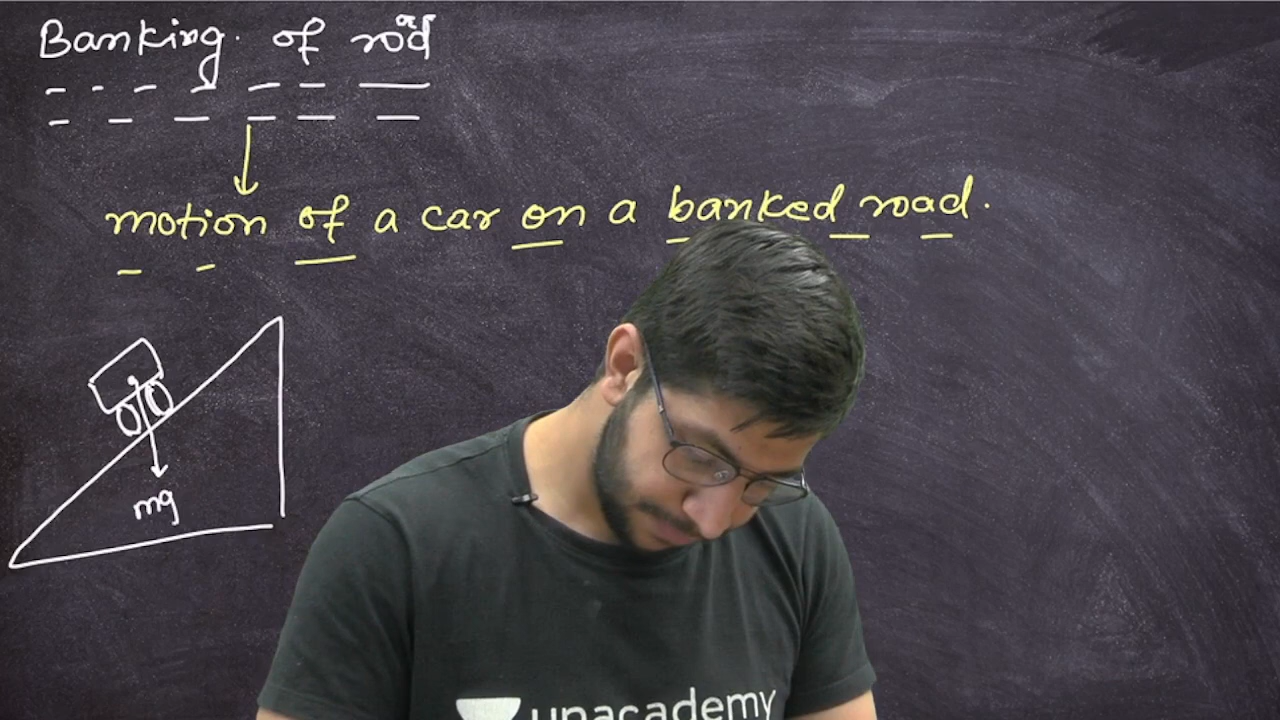 Banking. of road
motion of a car on a banked road.
mg
unacademy